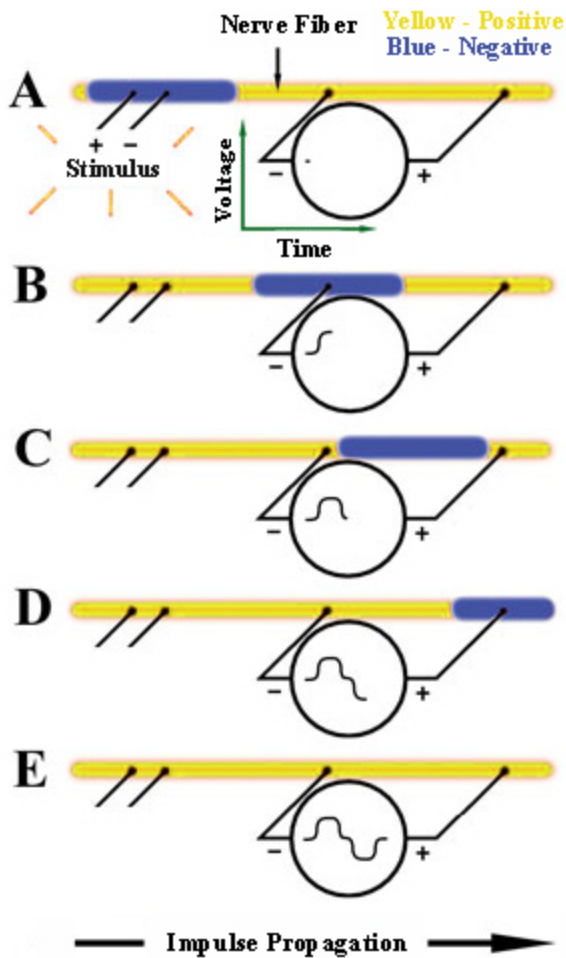 Nerve Fiber
Yellow - Positive
Blue - Negative
A
+ -
Stimulus
Voltage
- +
Time
B
- +
C
- +
D
- +
E
- +
Impulse Propagation